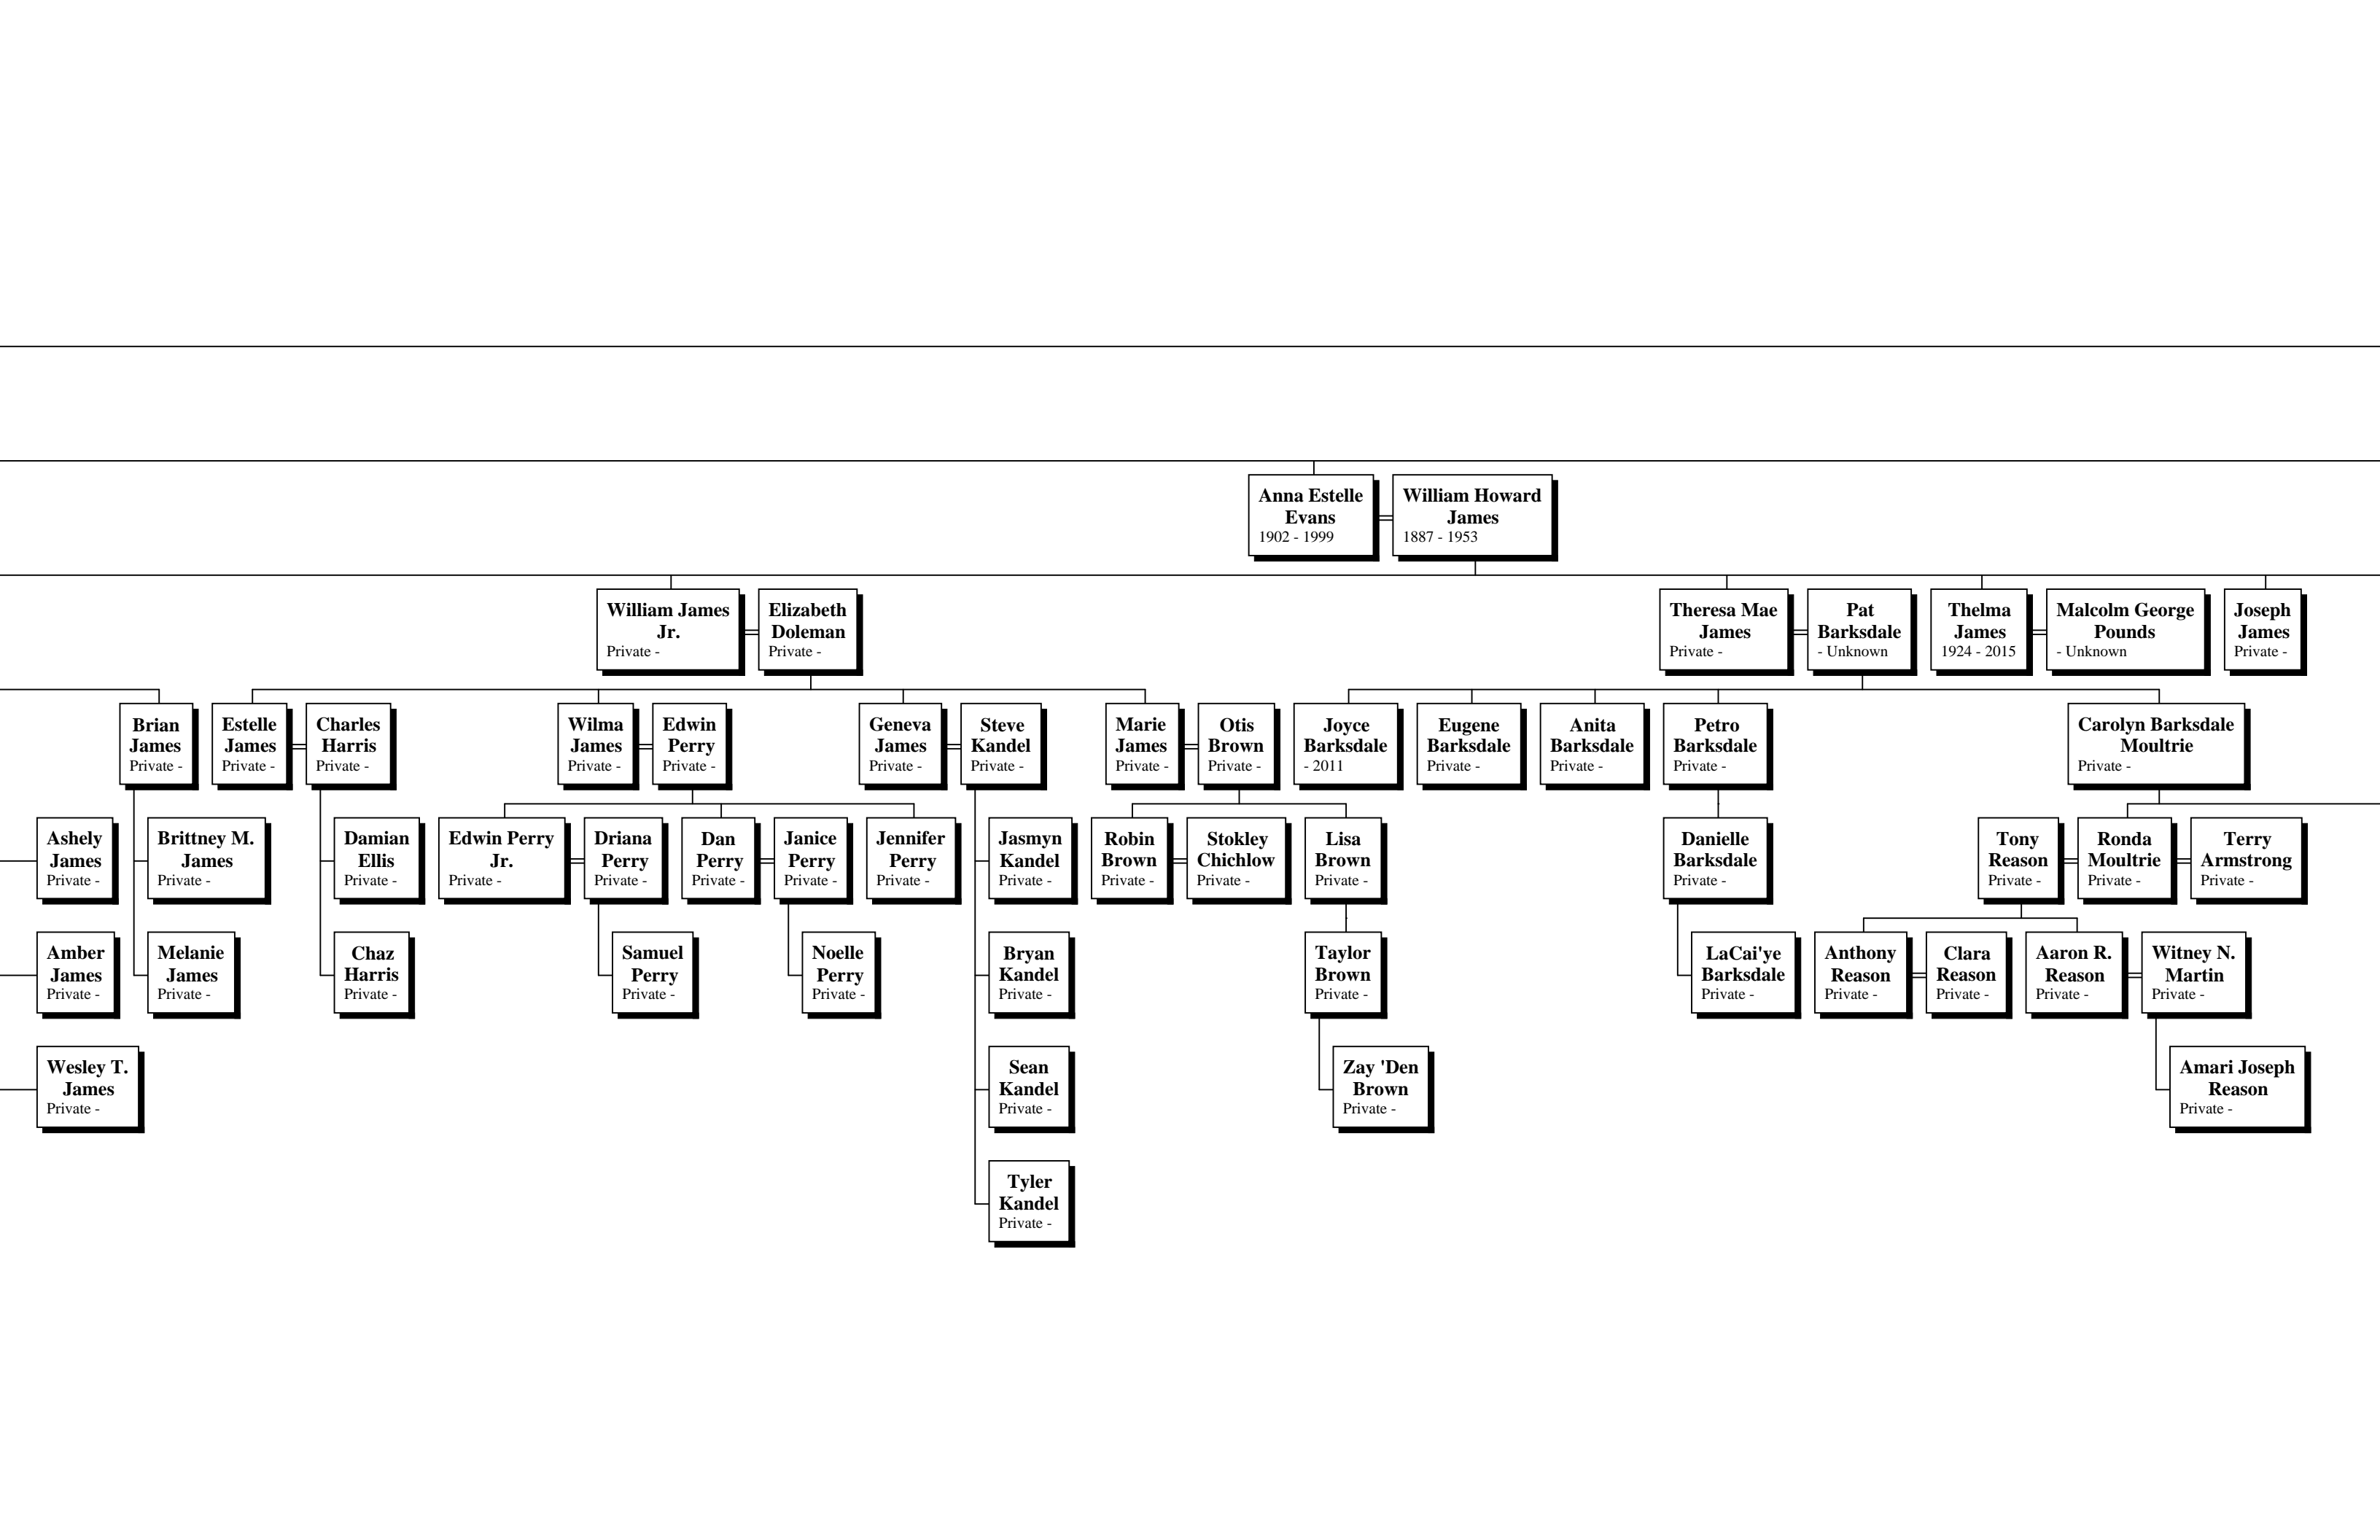 Anna Estelle
Evans
1902 - 1999
William Howard
James
1887 - 1953
William James
Jr.
Private -
Elizabeth
Doleman
Private -
Theresa Mae
James
Private -
Pat
Barksdale
- Unknown
Thelma
James
1924 - 2015
Malcolm George
Pounds
- Unknown
Joseph
James
Private -
Brian
James
Private -
Estelle
James
Private -
Charles
Harris
Private -
Wilma
James
Private -
Edwin
Perry
Private -
Geneva
James
Private -
Steve
Kandel
Private -
Marie
James
Private -
Otis
Brown
Private -
Joyce
Barksdale
- 2011
Eugene
Barksdale
Private -
Anita
Barksdale
Private -
Petro
Barksdale
Private -
Carolyn Barksdale
Moultrie
Private -
Ashely
James
Private -
Brittney M.
James
Private -
Damian
Ellis
Private -
Edwin Perry
Jr.
Private -
Driana
Perry
Private -
Dan
Perry
Private -
Janice
Perry
Private -
Jennifer
Perry
Private -
Jasmyn
Kandel
Private -
Robin
Brown
Private -
Stokley
Chichlow
Private -
Lisa
Brown
Private -
Danielle
Barksdale
Private -
Tony
Reason
Private -
Ronda
Moultrie
Private -
Terry
Armstrong
Private -
Amber
James
Private -
Melanie
James
Private -
Chaz
Harris
Private -
Samuel
Perry
Private -
Noelle
Perry
Private -
Bryan
Kandel
Private -
Taylor
Brown
Private -
LaCai'ye
Barksdale
Private -
Anthony
Reason
Private -
Clara
Reason
Private -
Aaron R.
Reason
Private -
Witney N.
Martin
Private -
Wesley T.
James
Private -
Sean
Kandel
Private -
Zay 'Den
Brown
Private -
Amari Joseph
Reason
Private -
Tyler
Kandel
Private -